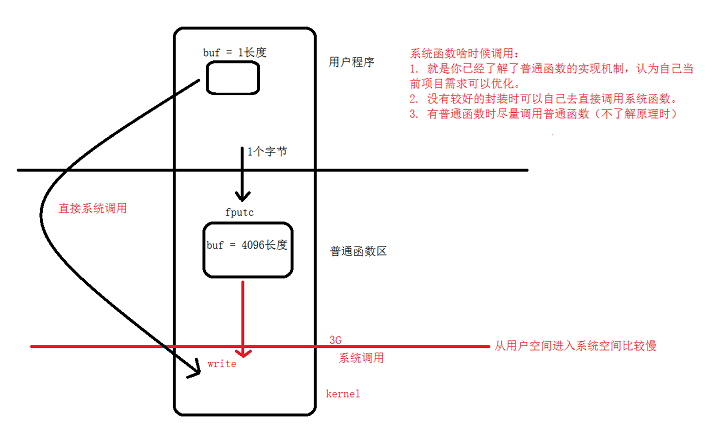 buf = 1长度
用户程序
系统函数啥时候调用：
1. 就是你已经了解了普通函数的实现机制，认为自己当
前项目需求可以优化。
2. 没有较好的封装时可以自己去直接调用系统函数。
3. 有普通函数时尽量调用普通函数（不了解原理时）
1个字节
直接系统调用
fputc
buf = 4096长度
普通函数区
3G
从用户空间进入系统空间比较慢
系统调用
write
kernel